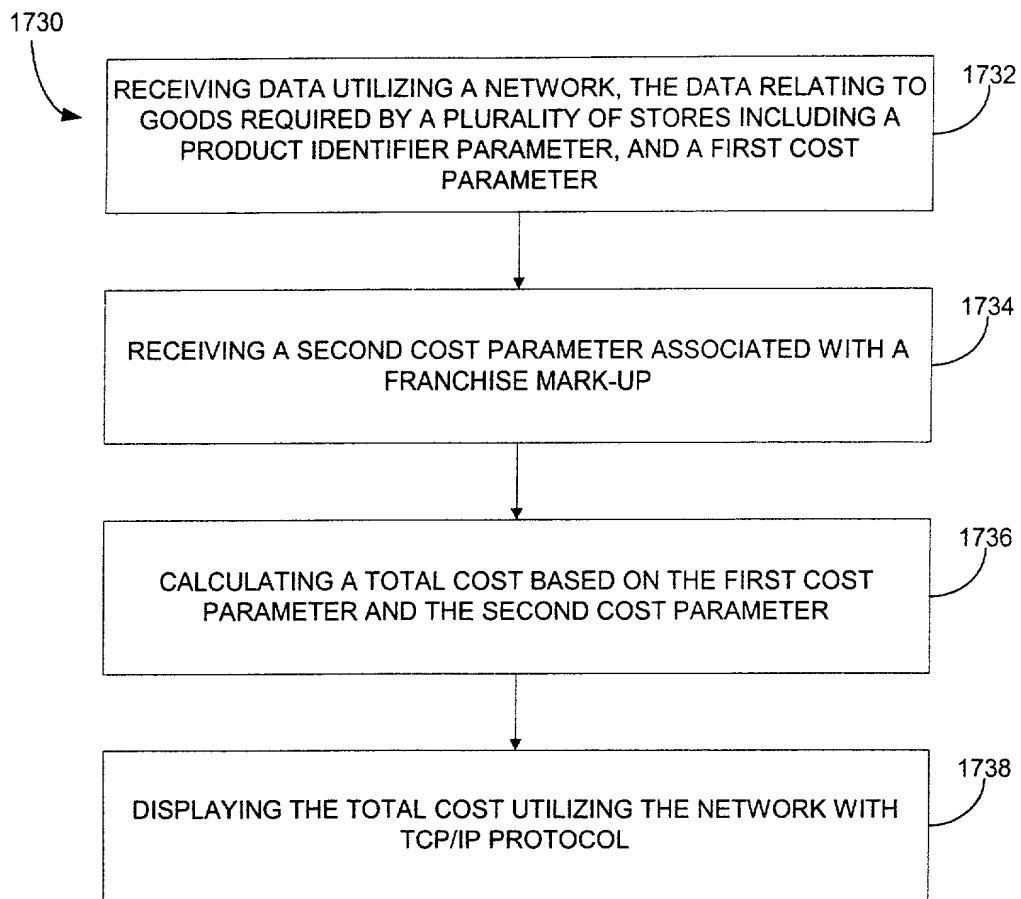 1730
RECEIVING DATA UTILIZING A NETWORK, THE DATA RELATING TO
GOODS REQUIRED BY A PLURALITY OF STORES INCLUDING A
PRODUCT IDENTIFIER PARAMETER, AND A FIRST COST
PARAMETER
1732
RECEIVING A SECOND COST PARAMETER ASSOCIATED WITH A
FRANCHISE MARK-UP
1734
CALCULATING A TOTAL COST BASED ON THE FIRST COST
PARAMETER AND THE SECOND COST PARAMETER
1736
DISPLAYING THE TOTAL COST UTILIZING THE NETWORK WITH
TCP/IP PROTOCOL
1738